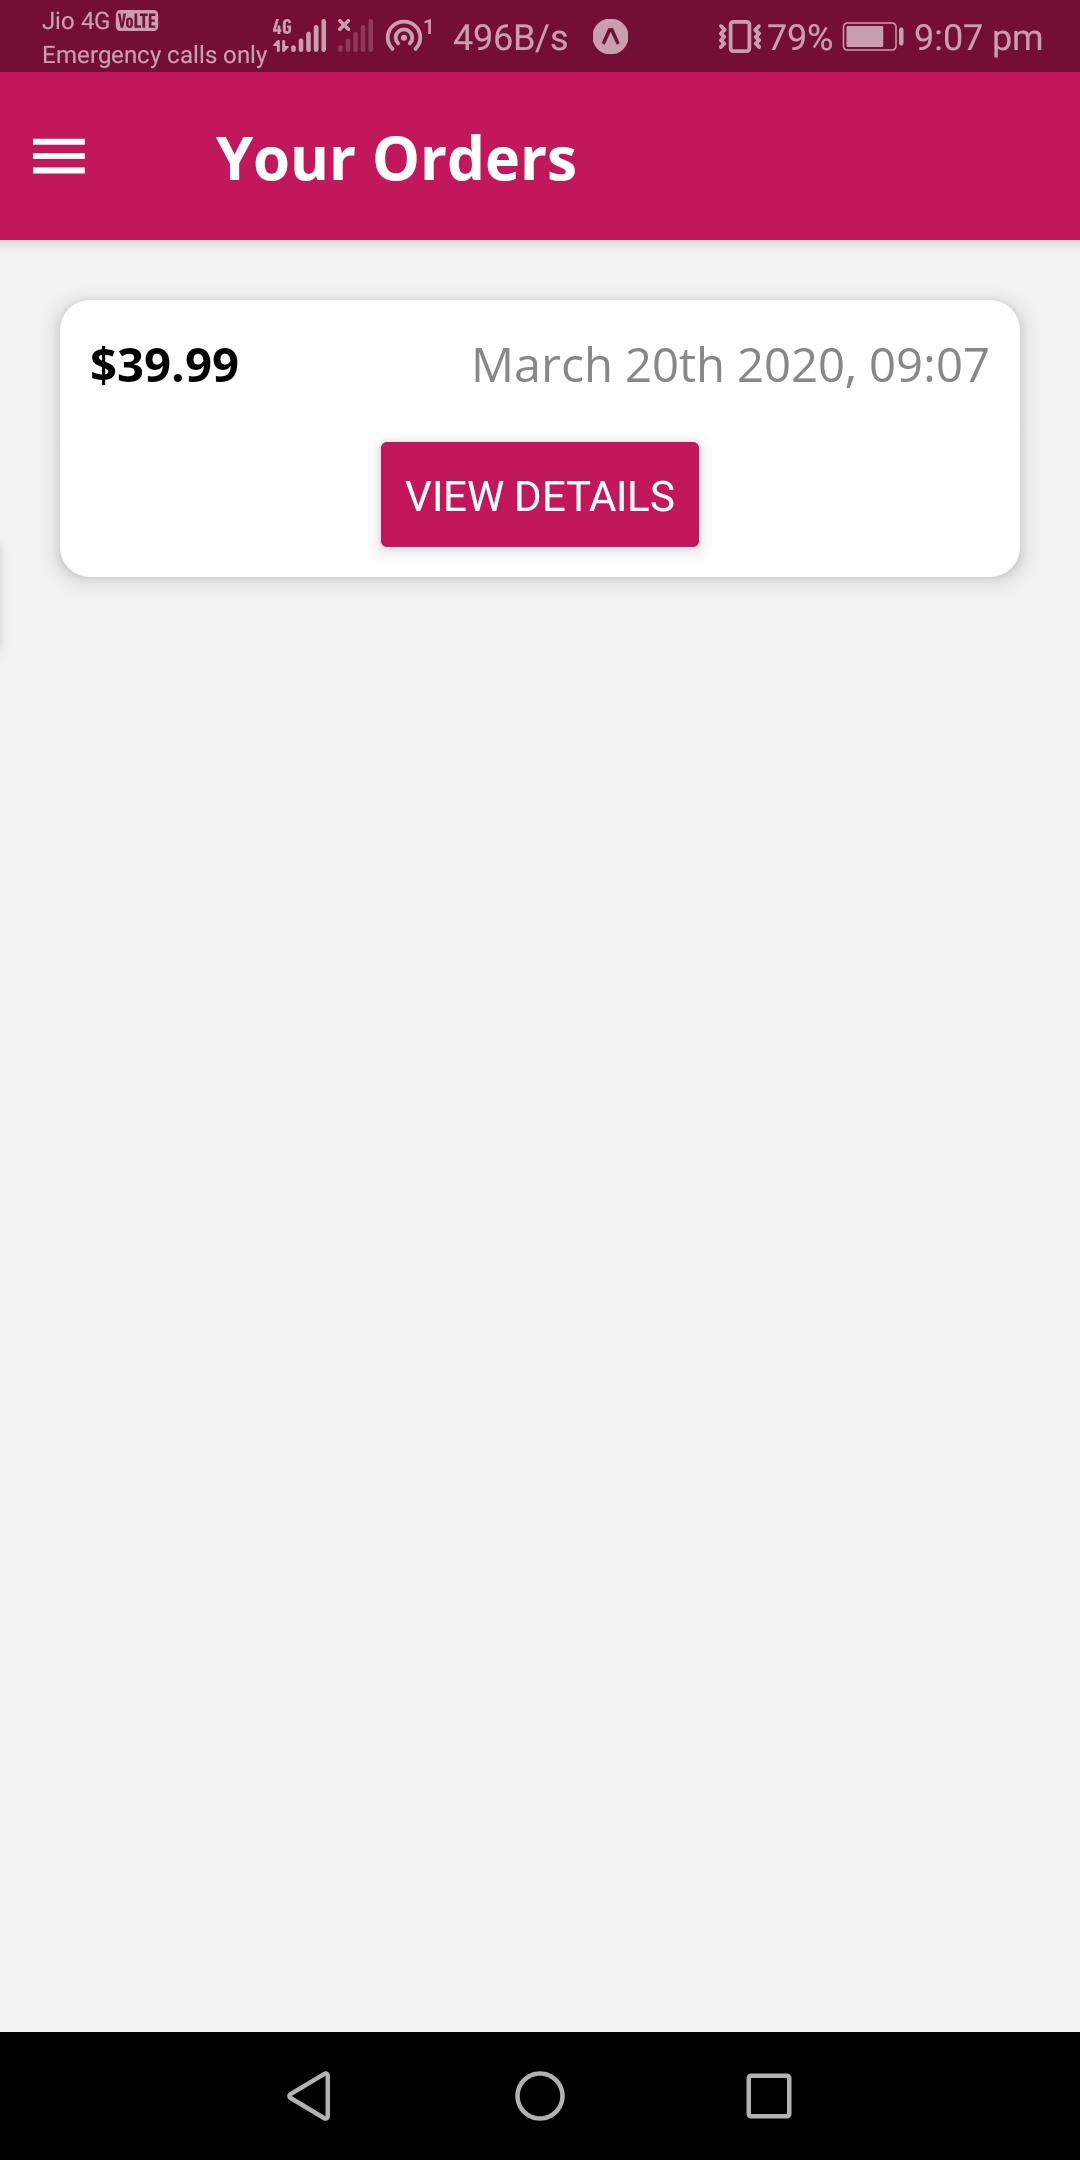 Jio 4G VoLTE
Emergency calls only 4G 1 496B/s 79% 9:07 pm
Your Orders
$39.99 March 20th 2020, 09:07
VIEW DETAILS